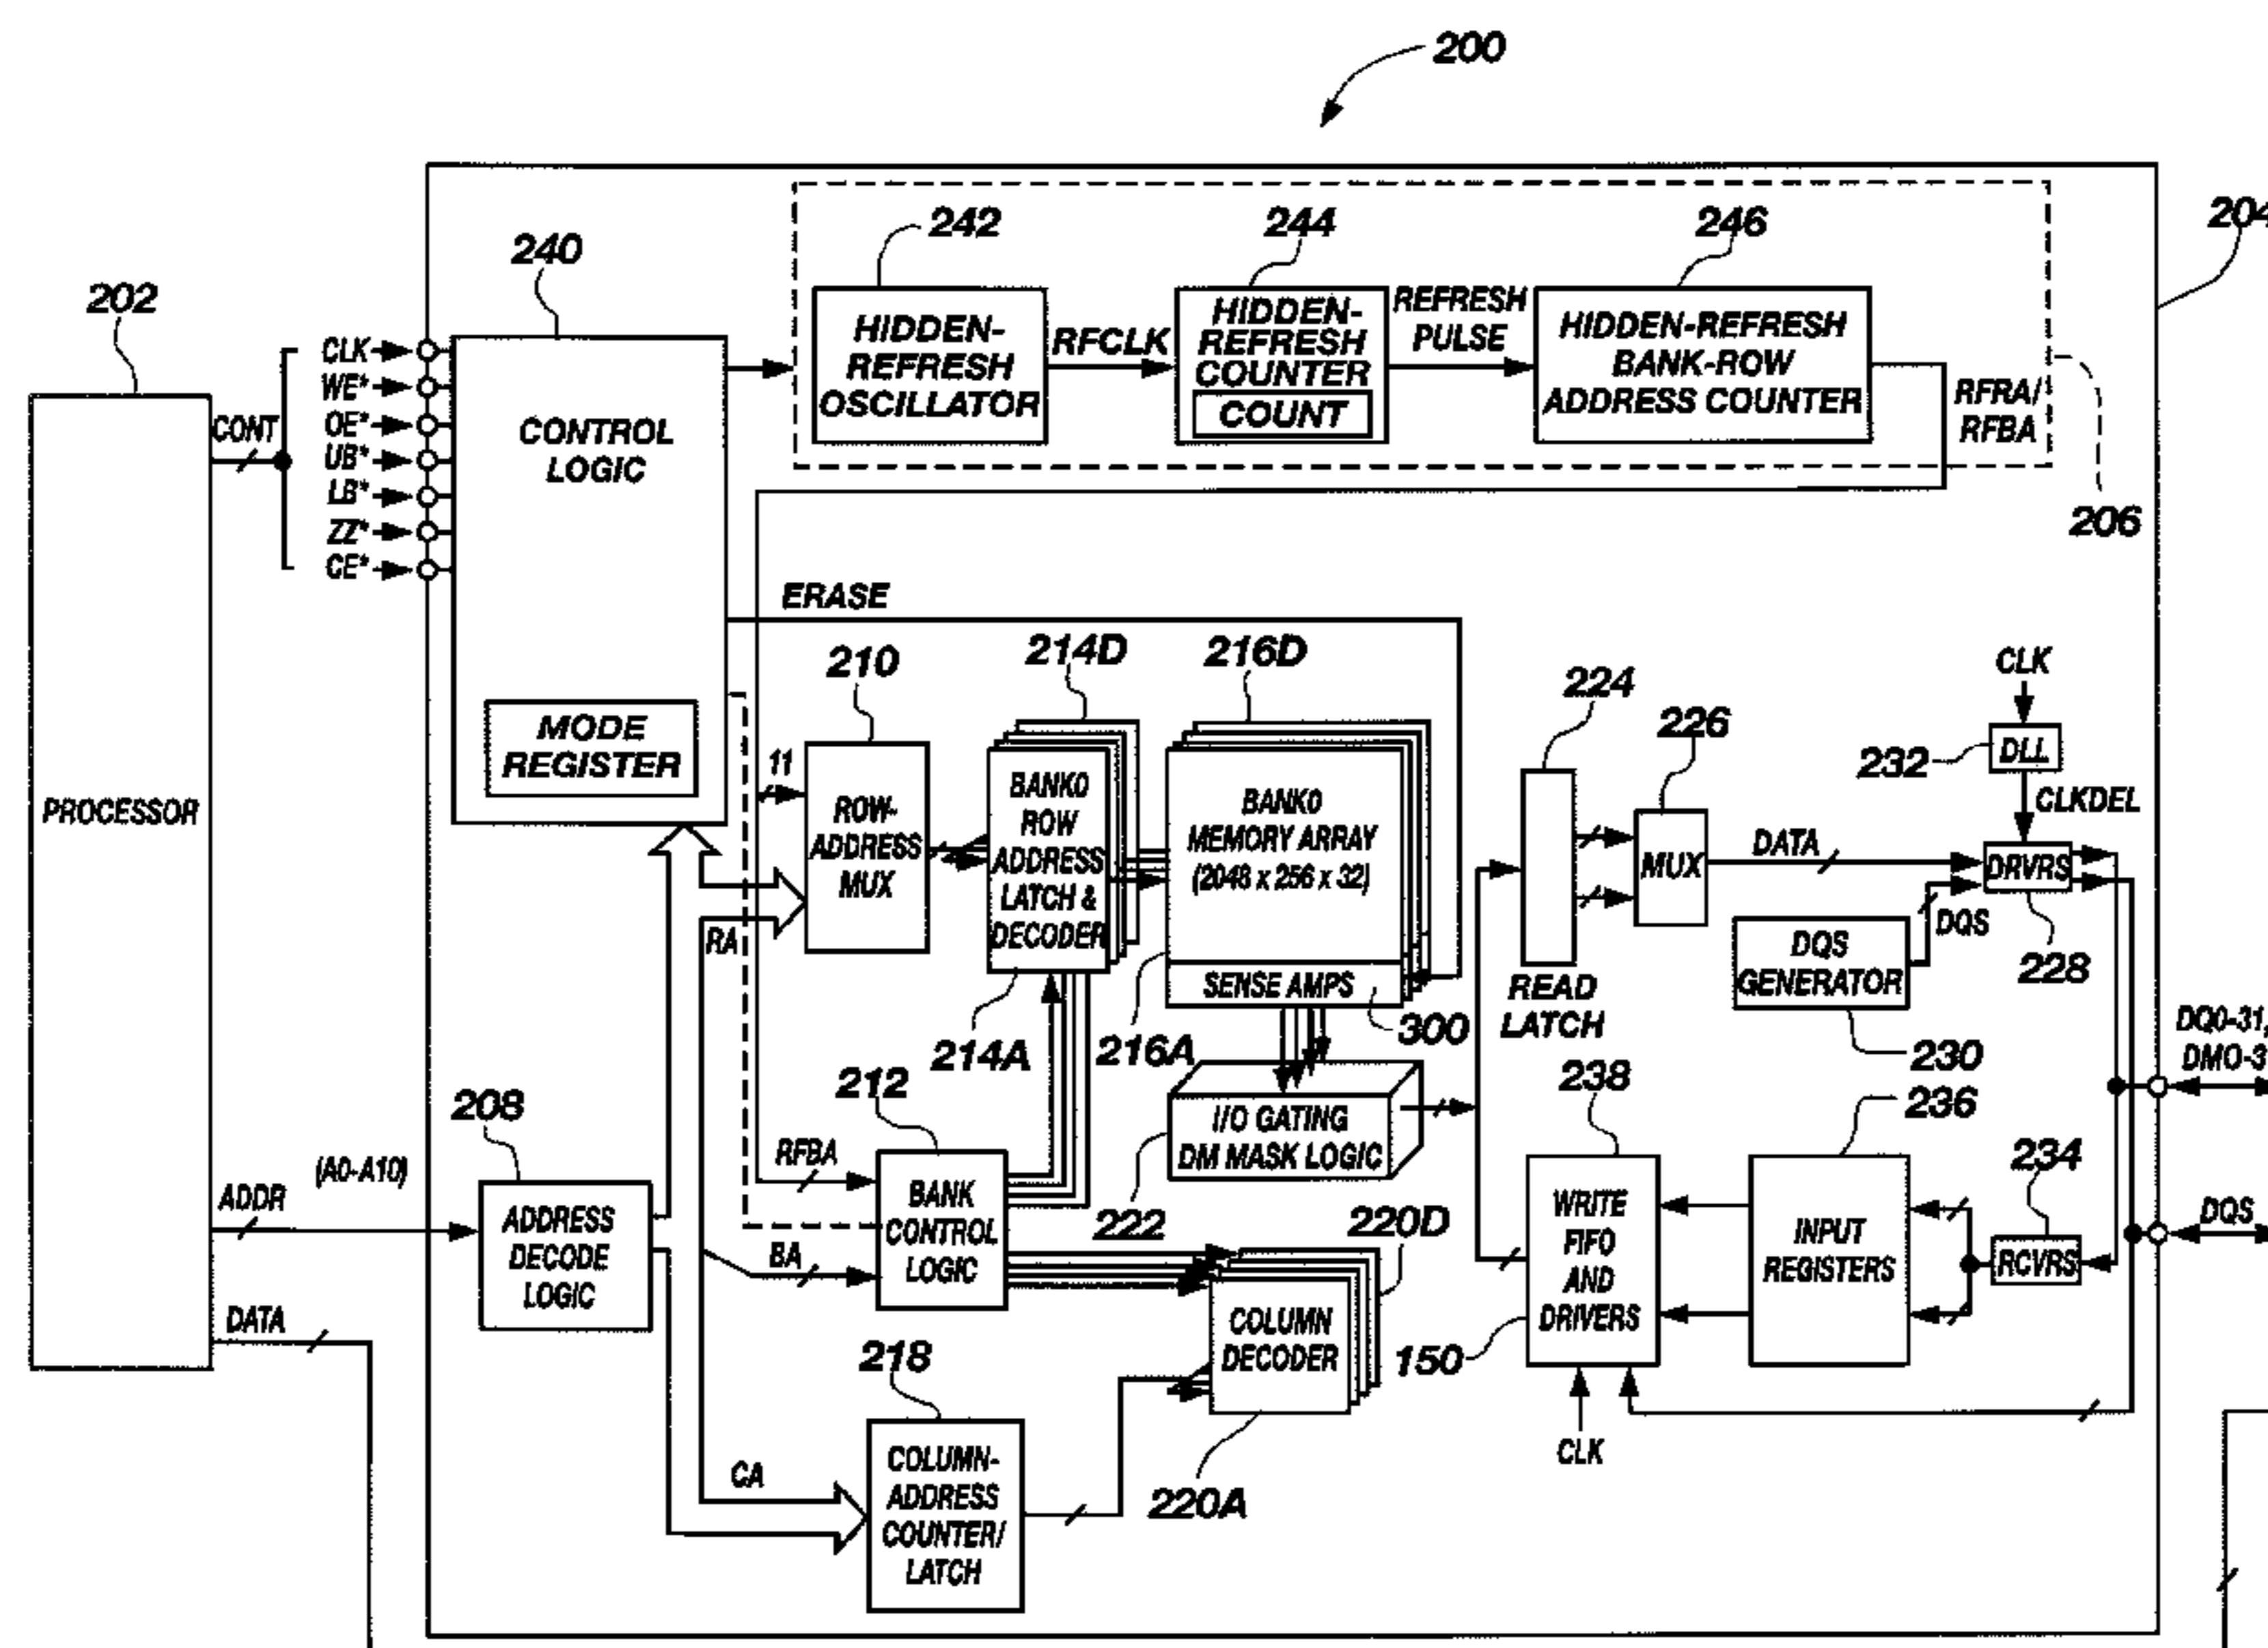 200
204
242
244
246
240
202
HIDDEN-
REFRESH
OSCILLATOR
RFCLK
HIDDEN-
REFRESH
COUNTER
COUNT
REFRESH
PULSE
HIDDEN-REFRESH
BANK-ROW
ADDRESS COUNTER
RFRA/
RFBA
206
CONT
CLK
WE*
OE*
UB*
LB*
ZZ*
CE*
CONTROL
LOGIC
MODE
REGISTER
PROCESSOR
ERASE
210
214D
216D
224
226
CLK
232
DLL
CLKDEL
11
ROW-
ADDRESS
MUX
RA
BANK0
ROW
ADDRESS
LATCH &
DECODER
214A
BANK0
MEMORY ARRAY
(2048 x 256 x 32)
SENSE AMPS
216A
300
READ
LATCH
MUX
DATA
DRVRS
DQS
228
DQS
GENERATOR
230
DQ0-31,
DMO-3
212
208
RFBA
BANK
CONTROL
LOGIC
BA
I/O GATING
DM MASK LOGIC
222
220D
238
236
234
WRITE
FIFO
AND
DRIVERS
INPUT
REGISTERS
RCVRS
DQS
150
CLK
(A0-A10)
ADDR
ADDRESS
DECODE
LOGIC
DATA
218
COLUMN
DECODER
220A
CA
COLUMN-
ADDRESS
COUNTER/
LATCH